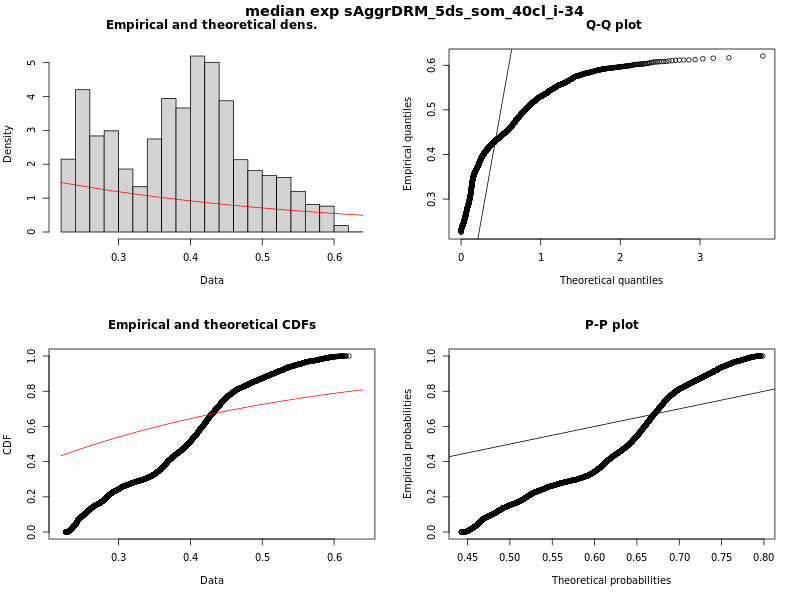 median exp sAggrDRM_5ds_som_40cl_i-34
Empirical and theoretical dens.
Density
0 1 2 3 4 5
0.3 0.4 0.5 0.6
Data
Q-Q plot
Empirical quantiles
0.3 0.4 0.5 0.6
0 1 2 3
Theoretical quantiles
Empirical and theoretical CDFs
CDF
0.0 0.2 0.4 0.6 0.8 1.0
0.3 0.4 0.5 0.6
Data
P-P plot
Empirical probabilities
0.0 0.2 0.4 0.6 0.8 1.0
0.45 0.50 0.55 0.60 0.65 0.70 0.75 0.80
Theoretical probabilities